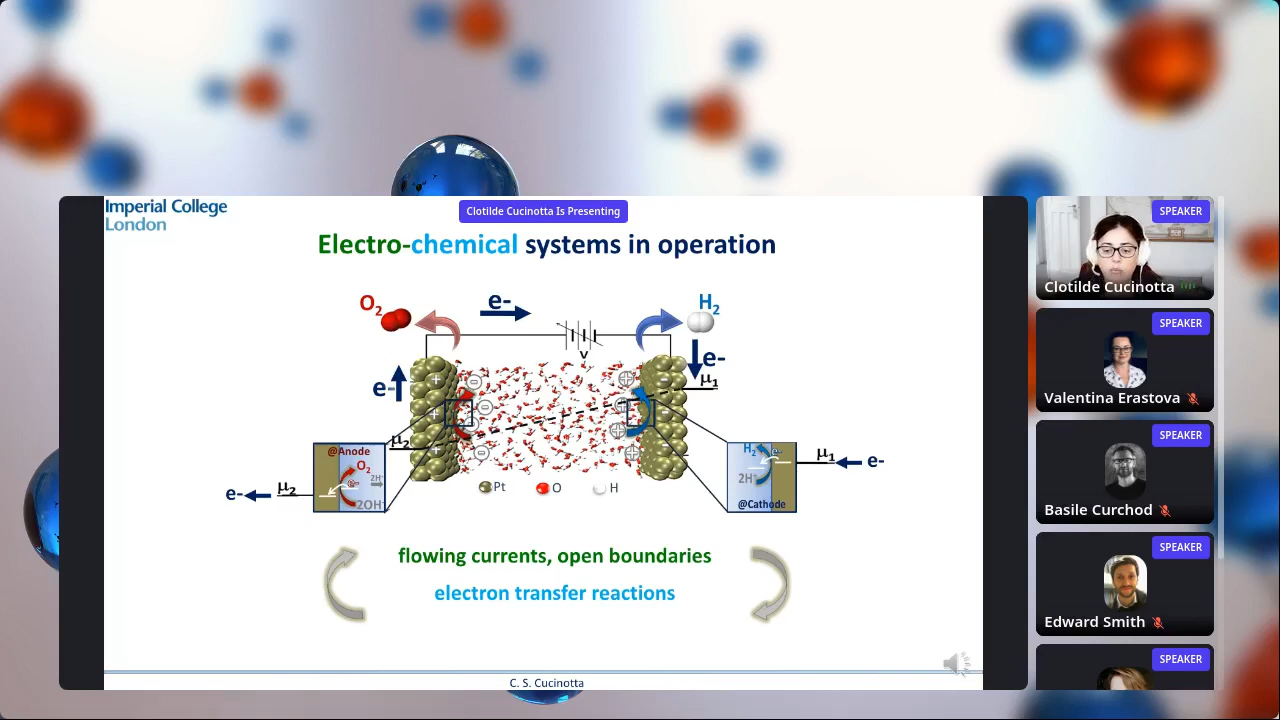 Imperial College
London
Clotilde Cucinotta Is Presenting
Electro-chemical systems in operation
O2
e-
H2
V
e-
e-
μ1
μ2
@Anode
O2
2H+
2OH-
e-
μ2
H2
e-
2H+
@Cathode
μ1
e-
Pt
O
H
flowing currents, open boundaries
electron transfer reactions
C. S. Cucinotta
SPEAKER
Clotilde Cucinotta
SPEAKER
Valentina Erastova
SPEAKER
Basile Curchod
SPEAKER
Edward Smith
SPEAKER